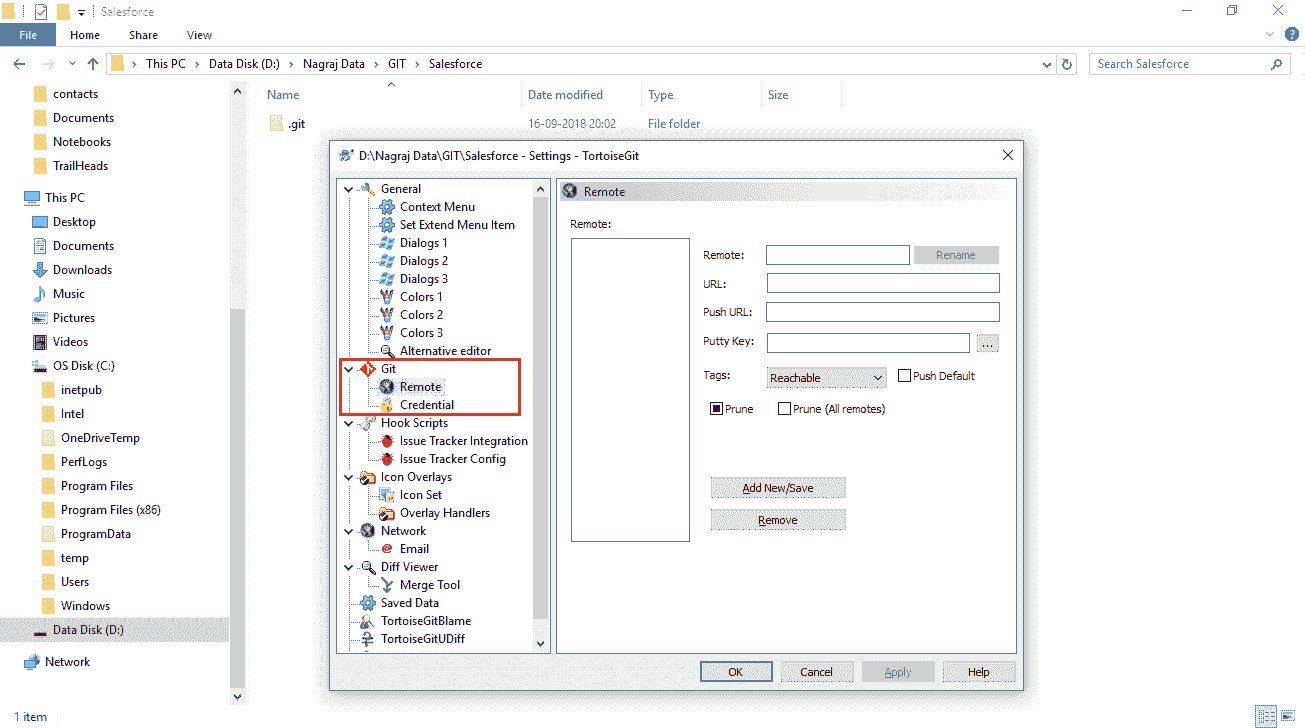 Salesforce
File Home Share View
This PC Data Disk (D:) Nagraj Data GIT Salesforce Search Salesforce
contacts
Documents
Notebooks
TrailHeads
This PC
Desktop
Documents
Downloads
Music
Pictures
Videos
OS Disk (C:)
inetpub
Intel
OneDriveTemp
PerfLogs
Program Files
Program Files (x86)
ProgramData
temp
Users
Windows
Data Disk (D:)
Network
Name Date modified Type Size
.git 16-09-2018 20:02 File folder
D:\Nagraj Data\GIT\Salesforce - Settings - TortoiseGit
General
Context Menu
Set Extend Menu Item
Dialogs 1
Dialogs 2
Dialogs 3
Colors 1
Colors 2
Colors 3
Alternative editor
Git
Remote
Credential
Hook Scripts
Issue Tracker Integration
Issue Tracker Config
Icon Overlays
Icon Set
Overlay Handlers
Network
Email
Diff Viewer
Merge Tool
Saved Data
TortoiseGitBlame
TortoiseGitUDiff
Remote
Remote:
Remote: Rename
URL:
Push URL:
Putty Key: ...
Tags: Reachable Push Default
Prune Prune (All remotes)
Add New/Save
Remove
OK Cancel Apply Help
1 item